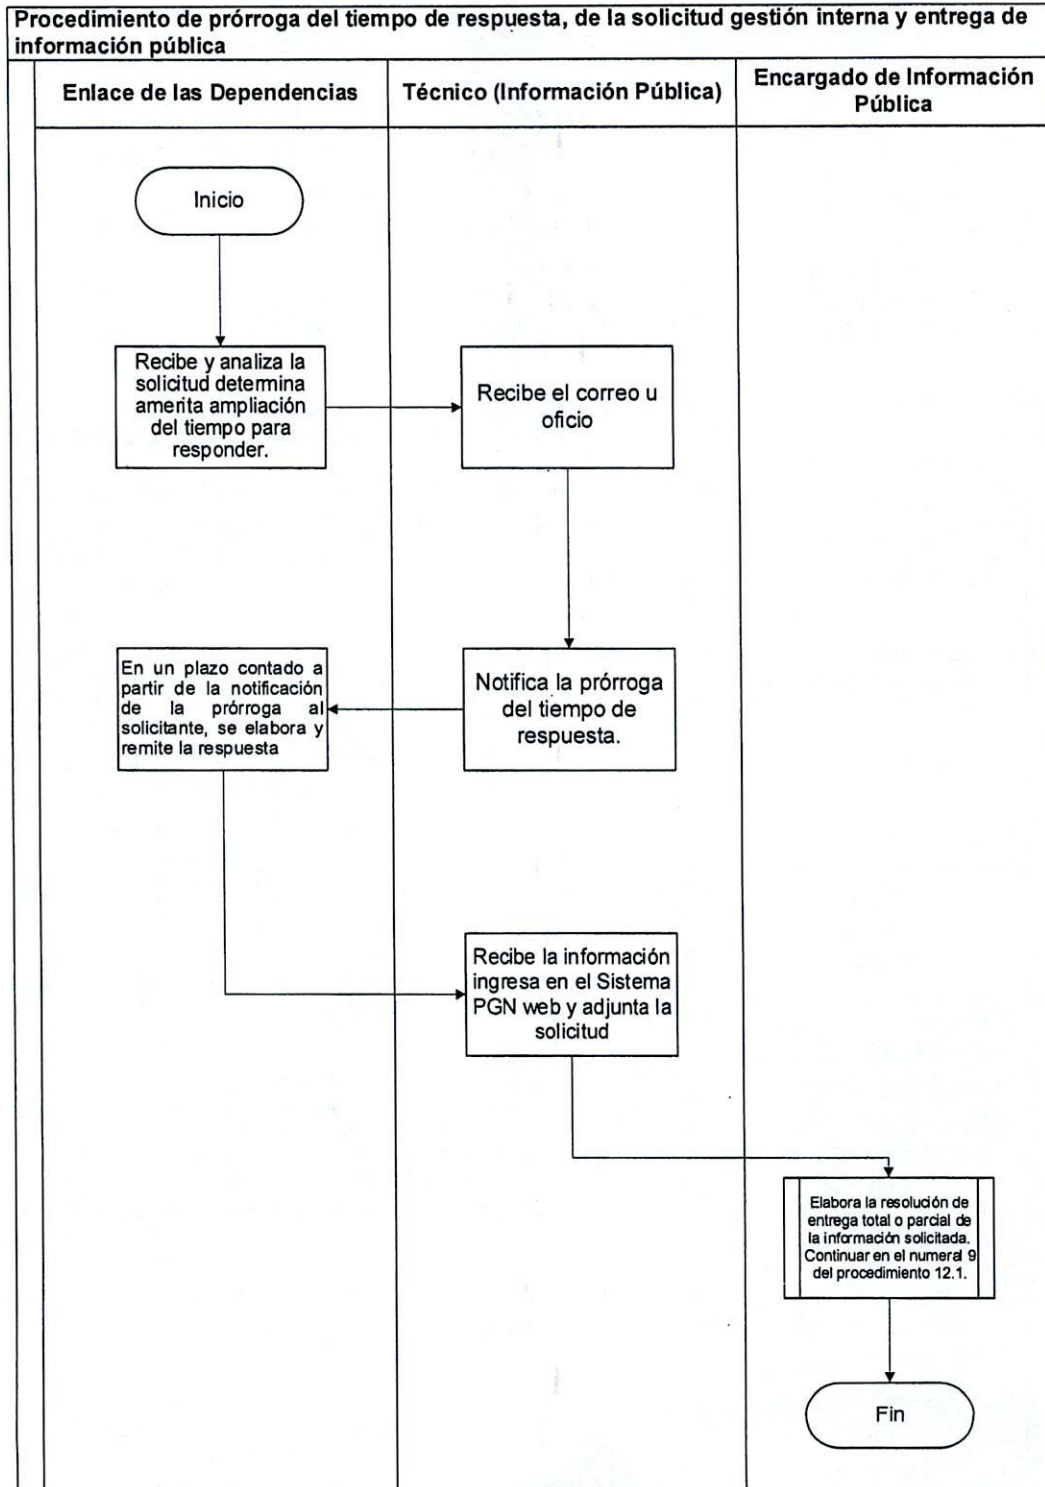 Procedimiento de prórroga del tiempo de respuesta, de la solicitud gestión interna y entrega de
información pública
Enlace de las Dependencias
Técnico (Información Pública)
Encargado de Información
Pública
Inicio
Recibe y analiza la
solicitud determina
amerita ampliación
del tiempo para
responder.
Recibe el correo u
oficio
Notifica la prórroga
del tiempo de
respuesta.
En un plazo contado a
partir de la notificación
de la prórroga al
solicitante, se elabora y
remite la respuesta
Recibe la información
ingresa en el Sistema
PGN web y adjunta la
solicitud
Elabora la resolución de
entrega total o parcial de
la información solicitada.
Continuar en el numeral 9
del procedimiento 12.1.
Fin